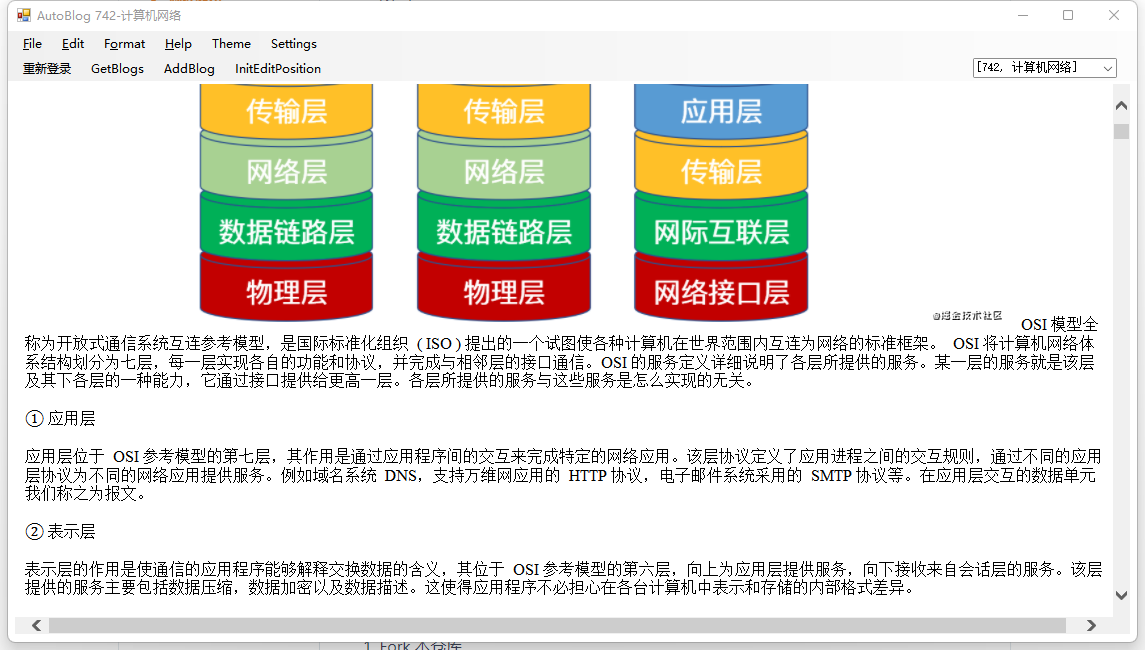 AutoBlog 742-计算机网络
File Edit Format Help Theme Settings
重新登录 GetBlogs AddBlog InitEditPosition
[742, 计算机网络]
传输层 传输层 应用层
网络层 网络层 传输层
数据链路层 数据链路层 网际互联层
物理层 物理层 网络接口层
@掘金技术社区
OSI 模型全
称为开放式通信系统互连参考模型，是国际标准化组织 ( ISO ) 提出的一个试图使各种计算机在世界范围内互连为网络的标准框架。 OSI 将计算机网络体
系结构划分为七层，每一层实现各自的功能和协议，并完成与相邻层的接口通信。OSI 的服务定义详细说明了各层所提供的服务。某一层的服务就是该层
及其下各层的一种能力，它通过接口提供给更高一层。各层所提供的服务与这些服务是怎么实现的无关。
① 应用层
应用层位于 OSI 参考模型的第七层，其作用是通过应用程序间的交互来完成特定的网络应用。该层协议定义了应用进程之间的交互规则，通过不同的应用
层协议为不同的网络应用提供服务。例如域名系统 DNS，支持万维网应用的 HTTP 协议，电子邮件系统采用的 SMTP 协议等。在应用层交互的数据单元
我们称之为报文。
② 表示层
表示层的作用是使通信的应用程序能够解释交换数据的含义，其位于 OSI 参考模型的第六层，向上为应用层提供服务，向下接收来自会话层的服务。该层
提供的服务主要包括数据压缩，数据加密以及数据描述。这使得应用程序不必担心在各台计算机中表示和存储的内部格式差异。
1. Fork 本仓库